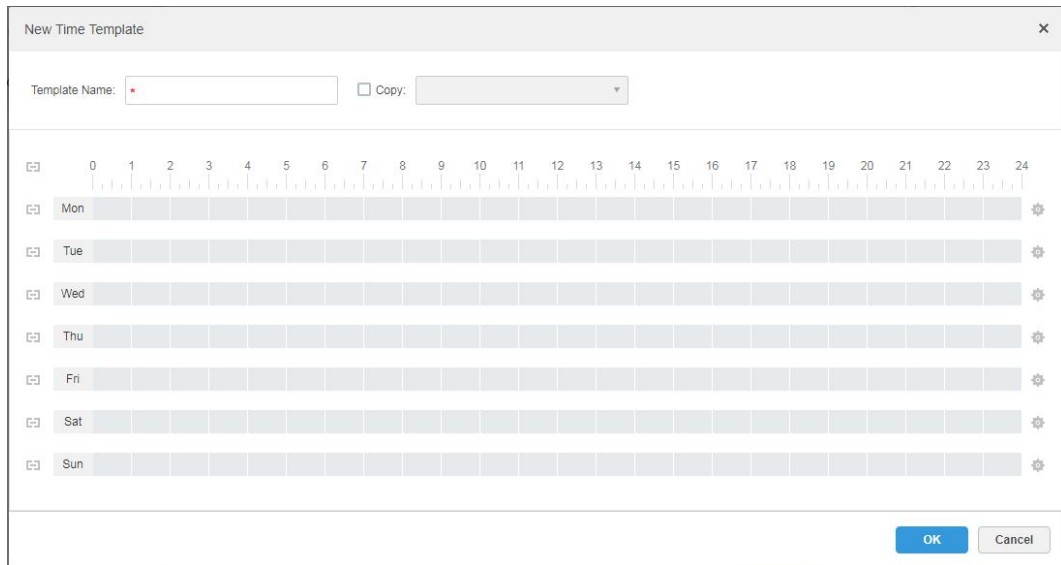 New Time Template
Template Name: *
Copy:
0 1 2 3 4 5 6 7 8 9 10 11 12 13 14 15 16 17 18 19 20 21 22 23 24
Mon
Tue
Wed
Thu
Fri
Sat
Sun
OK Cancel